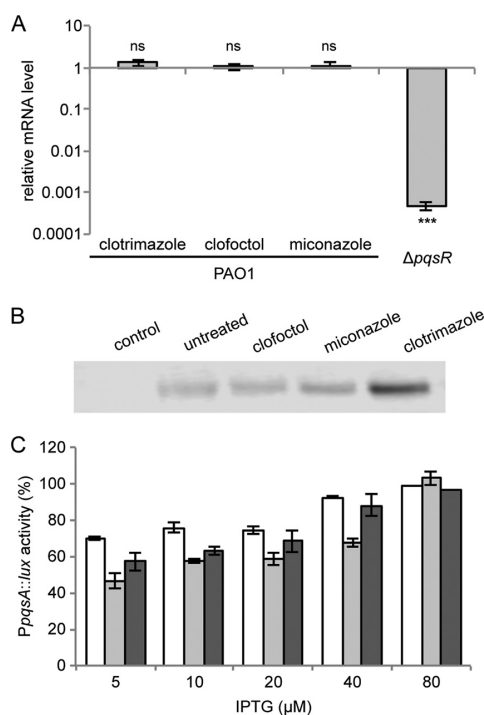 A
relative mRNA level
10
1
0.1
0.01
0.001
0.0001
ns
ns
ns
***
clotrimazole
clofoctol
miconazole
PAO1
ΔpqsR
B
control
untreated
clofoctol
miconazole
clotrimazole
C
PpqsA::lux activity (%)
120
100
80
60
40
20
0
5
10
20
40
80
IPTG (µM)